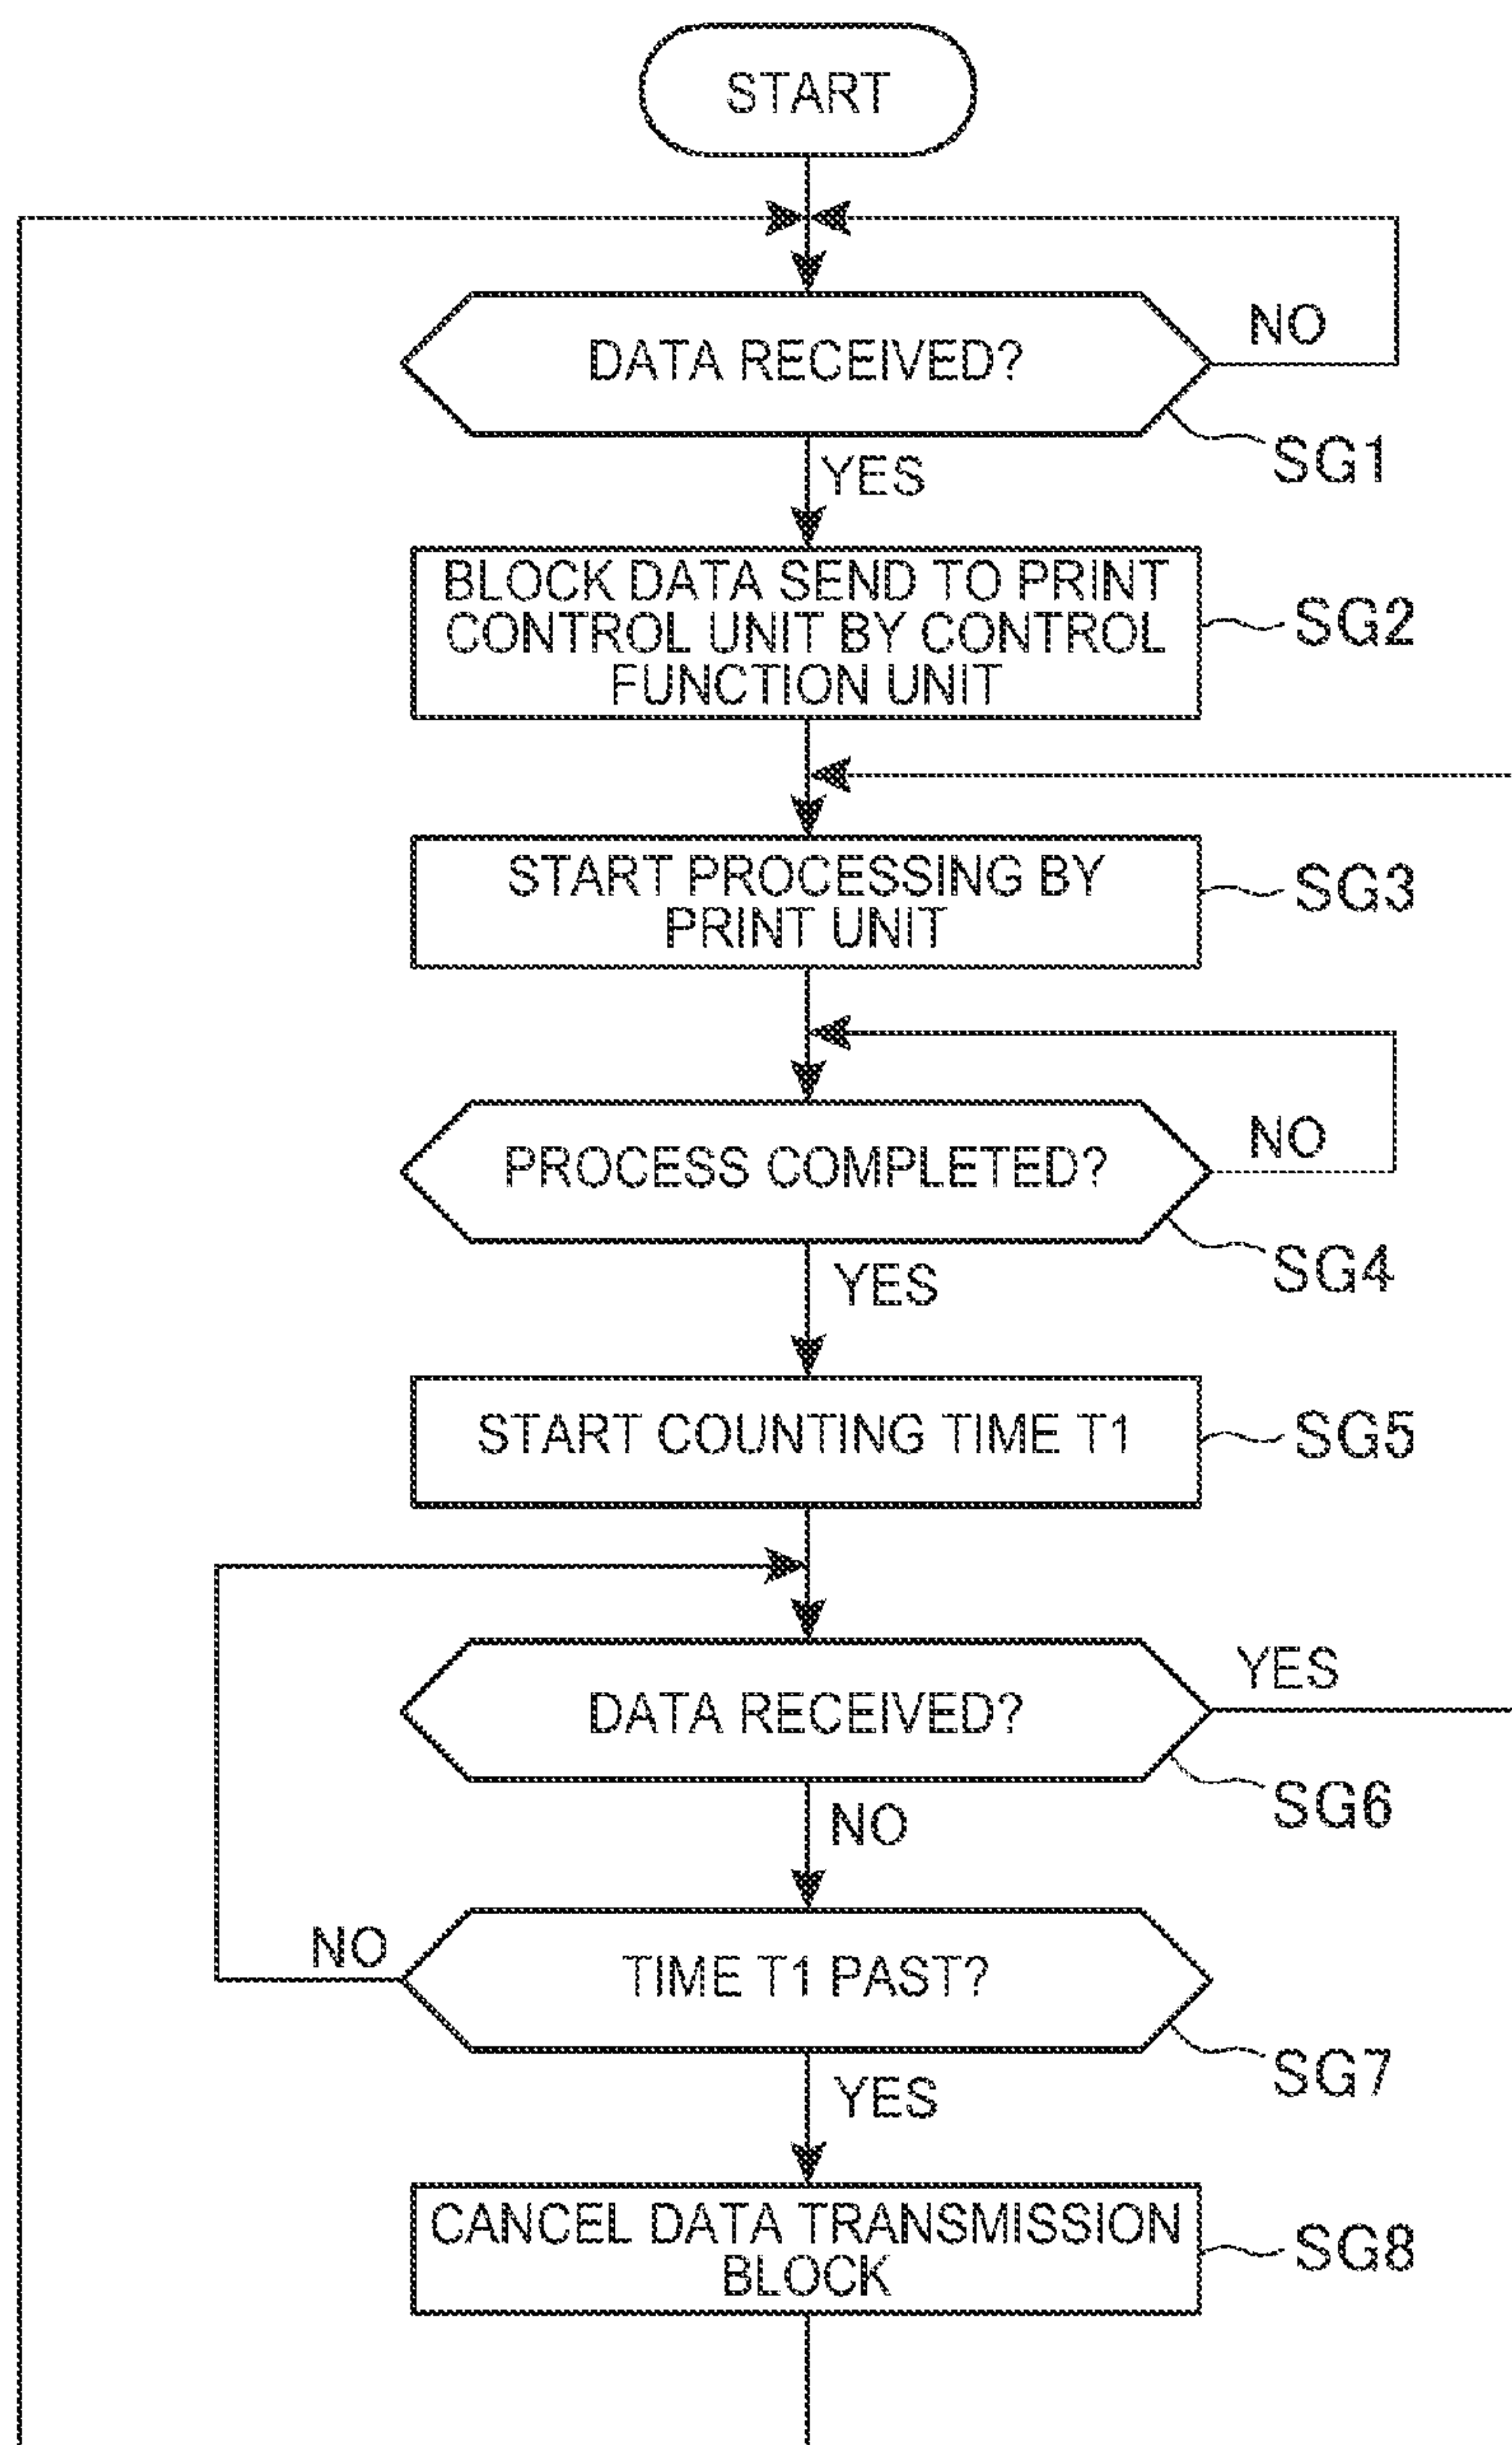 START
DATA RECEIVED?
NO
SG1
YES
BLOCK DATA SEND TO PRINT
CONTROL UNIT BY CONTROL
FUNCTION UNIT
SG2
START PROCESSING BY
PRINT UNIT
SG3
PROCESS COMPLETED?
NO
SG4
YES
START COUNTING TIME T1
SG5
DATA RECEIVED?
YES
SG6
NO
NO
TIME T1 PAST?
SG7
YES
CANCEL DATA TRANSMISSION
BLOCK
SG8